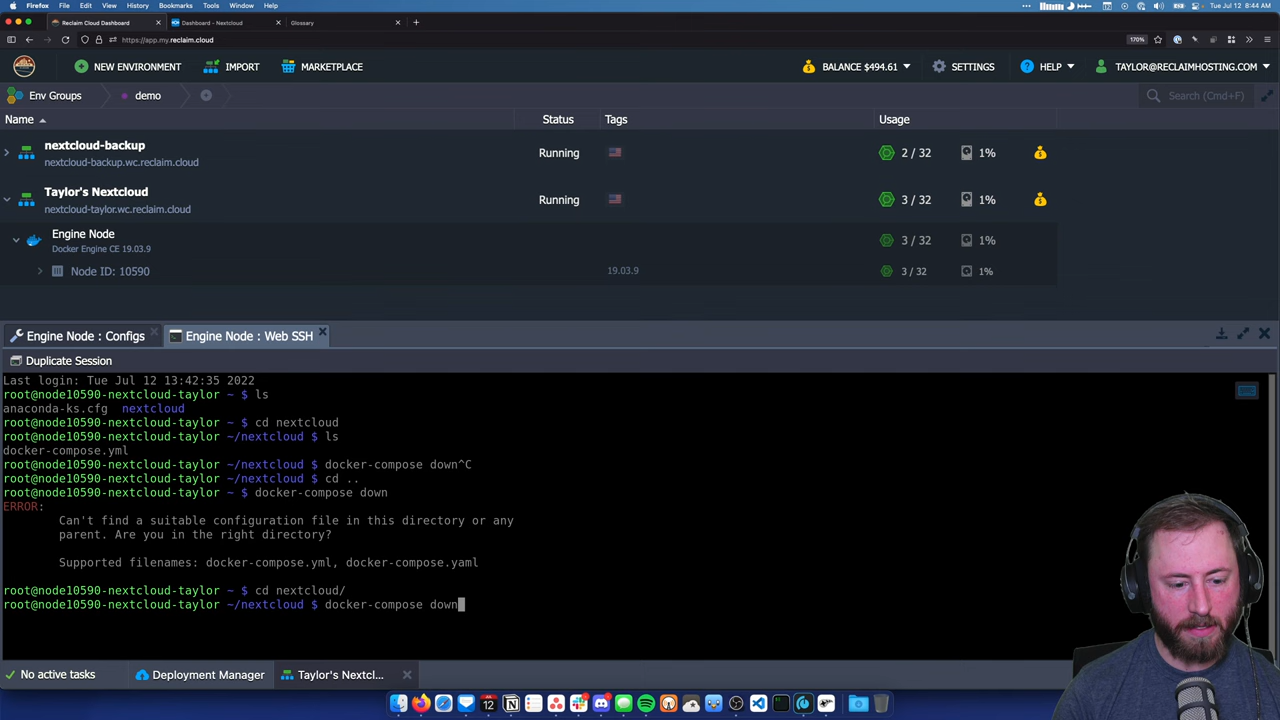 Firefox File Edit View History Bookmarks Tools Window Help
Tue Jul 12 8:44 AM
Reclaim Cloud Dashboard
Dashboard - Nextcloud
Glossary
https://app.my.reclaim.cloud
170%
NEW ENVIRONMENT
IMPORT
MARKETPLACE
BALANCE $494.61
SETTINGS
HELP
TAYLOR@RECLAIMHOSTING.COM
Env Groups
demo
Search (Cmd+F)
Name Status Tags Usage
nextcloud-backup
nextcloud-backup.wc.reclaim.cloud
Running
2 / 32 1%
Taylor's Nextcloud
nextcloud-taylor.wc.reclaim.cloud
Running
3 / 32 1%
Engine Node
Docker Engine CE 19.03.9
3 / 32 1%
Node ID: 10590
19.03.9
3 / 32 1%
Engine Node : Configs
Engine Node : Web SSH
Duplicate Session
Last login: Tue Jul 12 13:42:35 2022
root@node10590-nextcloud-taylor ~ $ ls
anaconda-ks.cfg nextcloud
root@node10590-nextcloud-taylor ~ $ cd nextcloud
root@node10590-nextcloud-taylor ~/nextcloud $ ls
docker-compose.yml
root@node10590-nextcloud-taylor ~/nextcloud $ docker-compose down^C
root@node10590-nextcloud-taylor ~/nextcloud $ cd ..
root@node10590-nextcloud-taylor ~ $ docker-compose down
ERROR:
Can't find a suitable configuration file in this directory or any
parent. Are you in the right directory?
Supported filenames: docker-compose.yml, docker-compose.yaml
root@node10590-nextcloud-taylor ~ $ cd nextcloud/
root@node10590-nextcloud-taylor ~/nextcloud $ docker-compose down
No active tasks
Deployment Manager
Taylor's Nextcl...
12